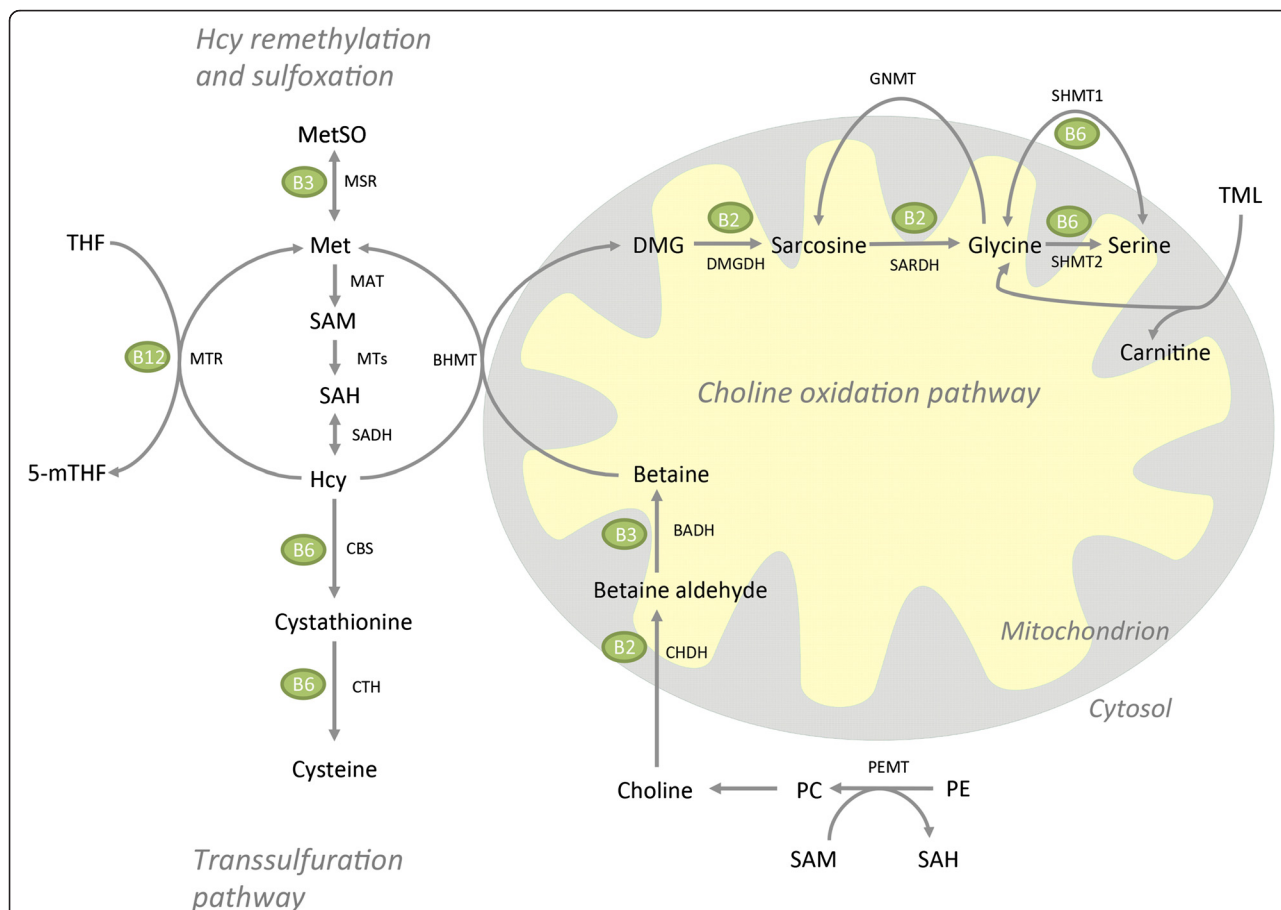 Hcy remethylation
and sulfoxation
MetSO
B3
MSR
THF
Met
MAT
SAM
B12
MTR
MTs
BHMT
SAH
SADH
5-mTHF
Hcy
B6
CBS
Cystathionine
B6
CTH
Cysteine
Transsulfuration
pathway
GNMT
SHMT1
B6
TML
DMG
B2
DMGDH
Sarcosine
B2
SARDH
Glycine
B6
SHMT2
Serine
Carnitine
Choline oxidation pathway
Betaine
B3
BADH
Betaine aldehyde
B2
CHDH
Mitochondrion
Cytosol
Choline
PC
PEMT
PE
SAM
SAH